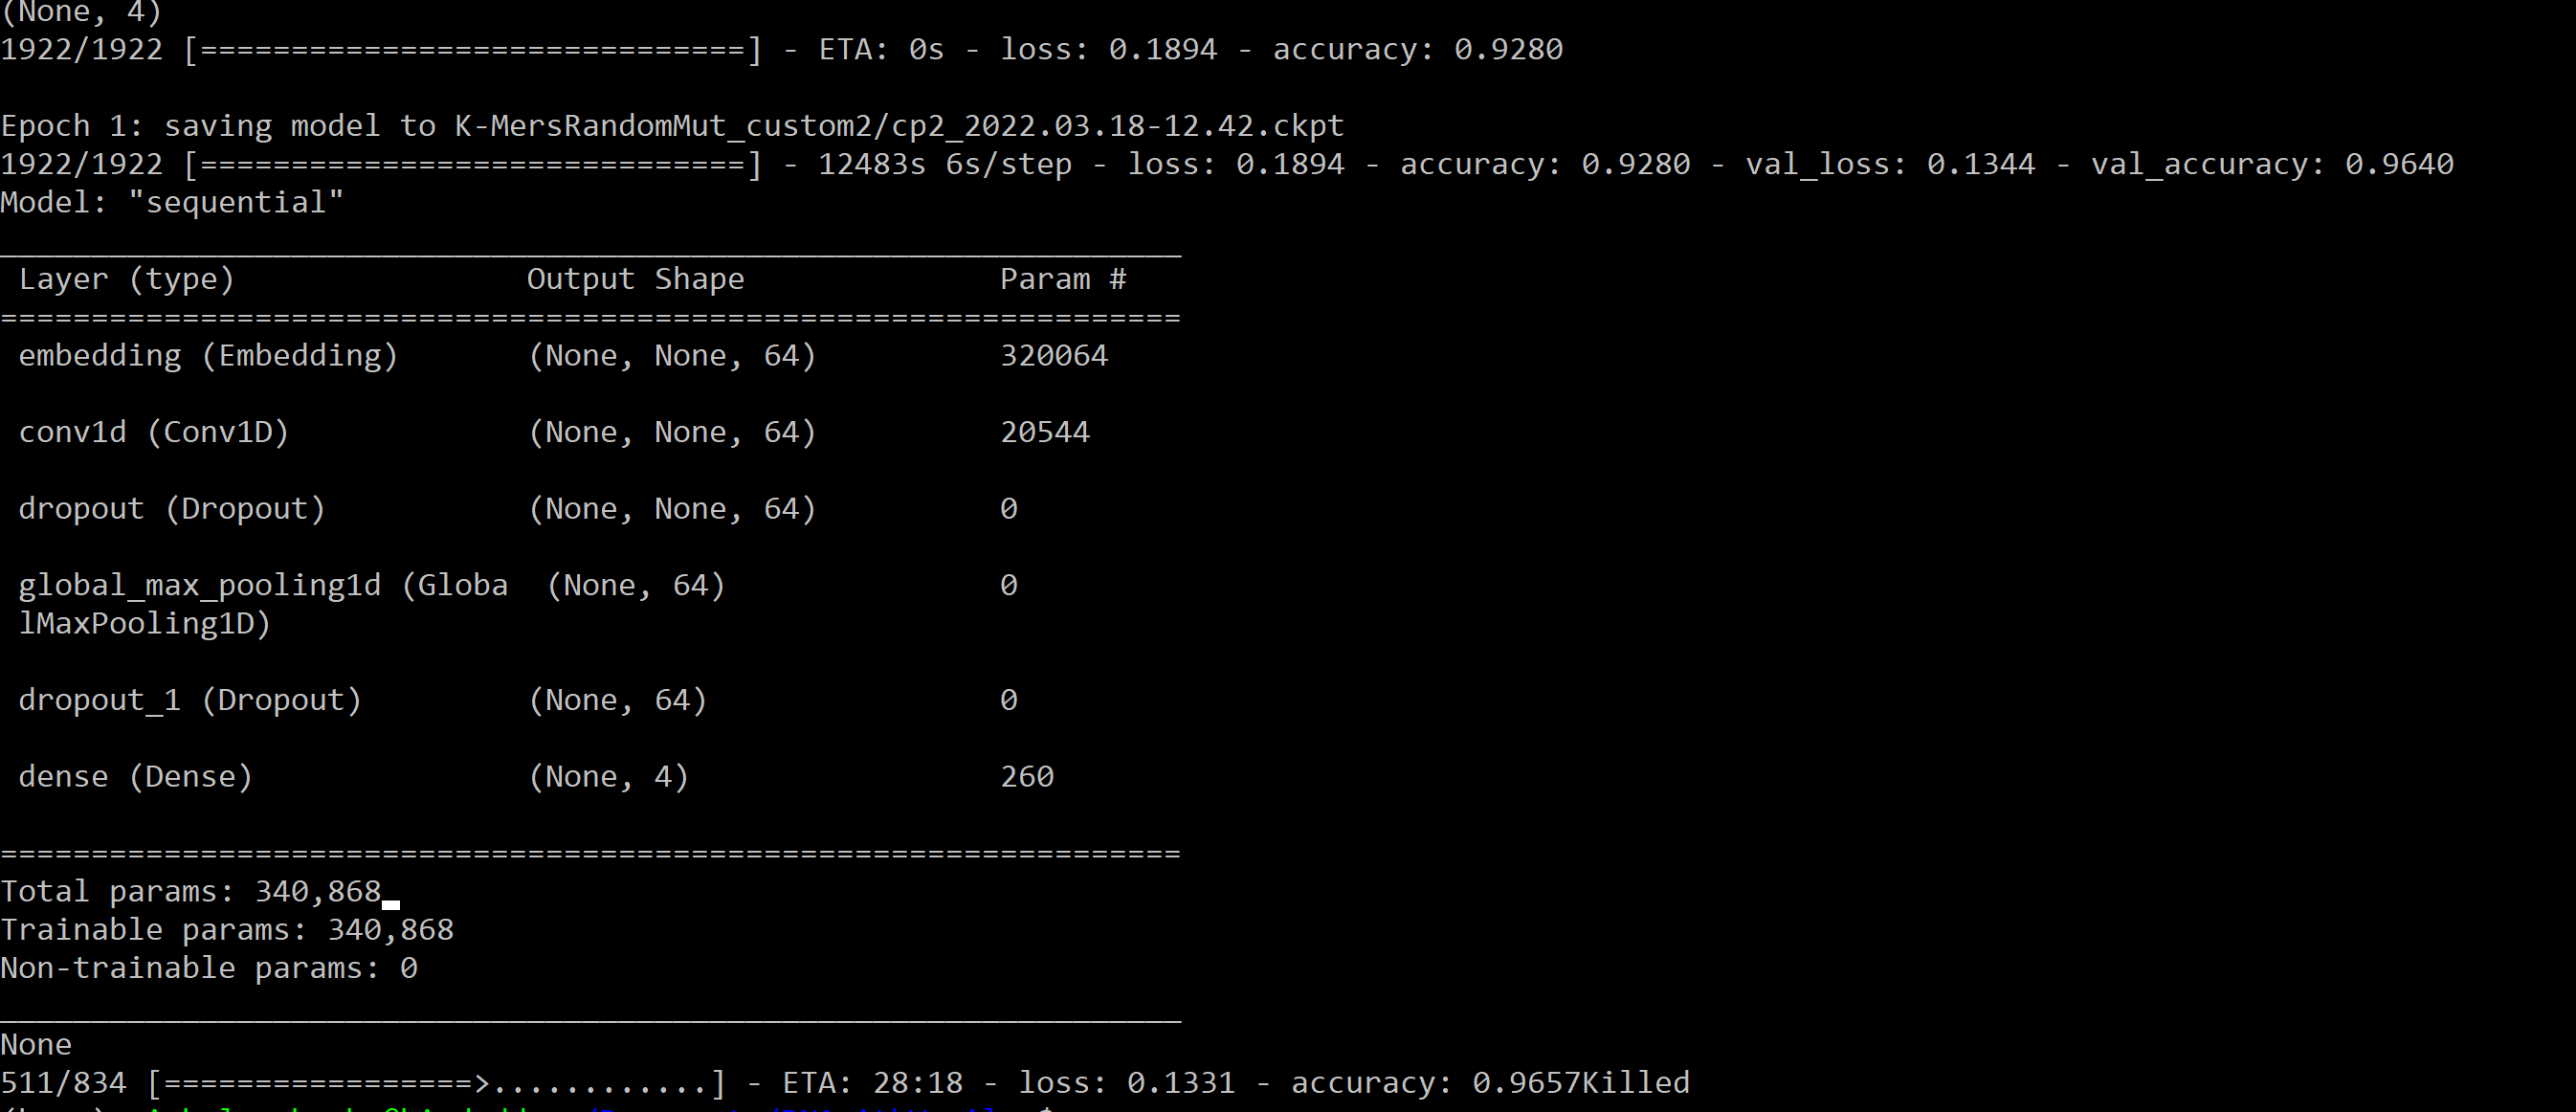 (None, 4)
1922/1922 [==============================] - ETA: 0s - loss: 0.1894 - accuracy: 0.9280
Epoch 1: saving model to K-MersRandomMut_custom2/cp2_2022.03.18-12.42.ckpt
1922/1922 [==============================] - 12483s 6s/step - loss: 0.1894 - accuracy: 0.9280 - val_loss: 0.1344 - val_accuracy: 0.9640
Model: "sequential"
_________________________________________________________________
Layer (type) Output Shape Param #
=================================================================
embedding (Embedding) (None, None, 64) 320064
conv1d (Conv1D) (None, None, 64) 20544
dropout (Dropout) (None, None, 64) 0
global_max_pooling1d (Globa (None, 64) 0
lMaxPooling1D)
dropout_1 (Dropout) (None, 64) 0
dense (Dense) (None, 4) 260
=================================================================
Total params: 340,868
Trainable params: 340,868
Non-trainable params: 0
_________________________________________________________________
None
511/834 [=================>............] - ETA: 28:18 - loss: 0.1331 - accuracy: 0.9657Killed